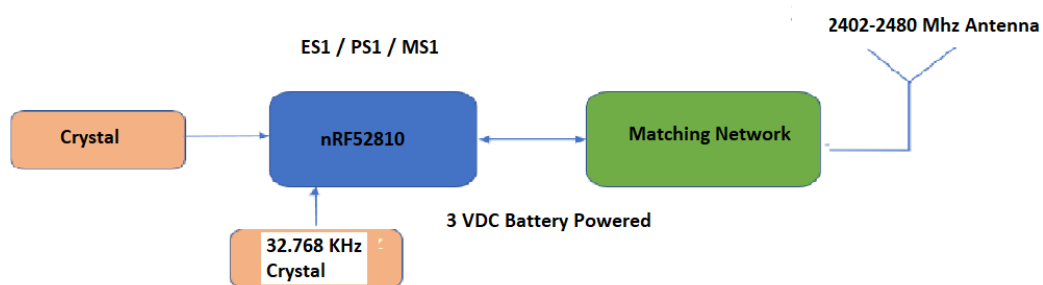 2402-2480 Mhz Antenna
ES1 / PS1 / MS1
Crystal
nRF52810
Matching Network
3 VDC Battery Powered
32.768 KHz
Crystal